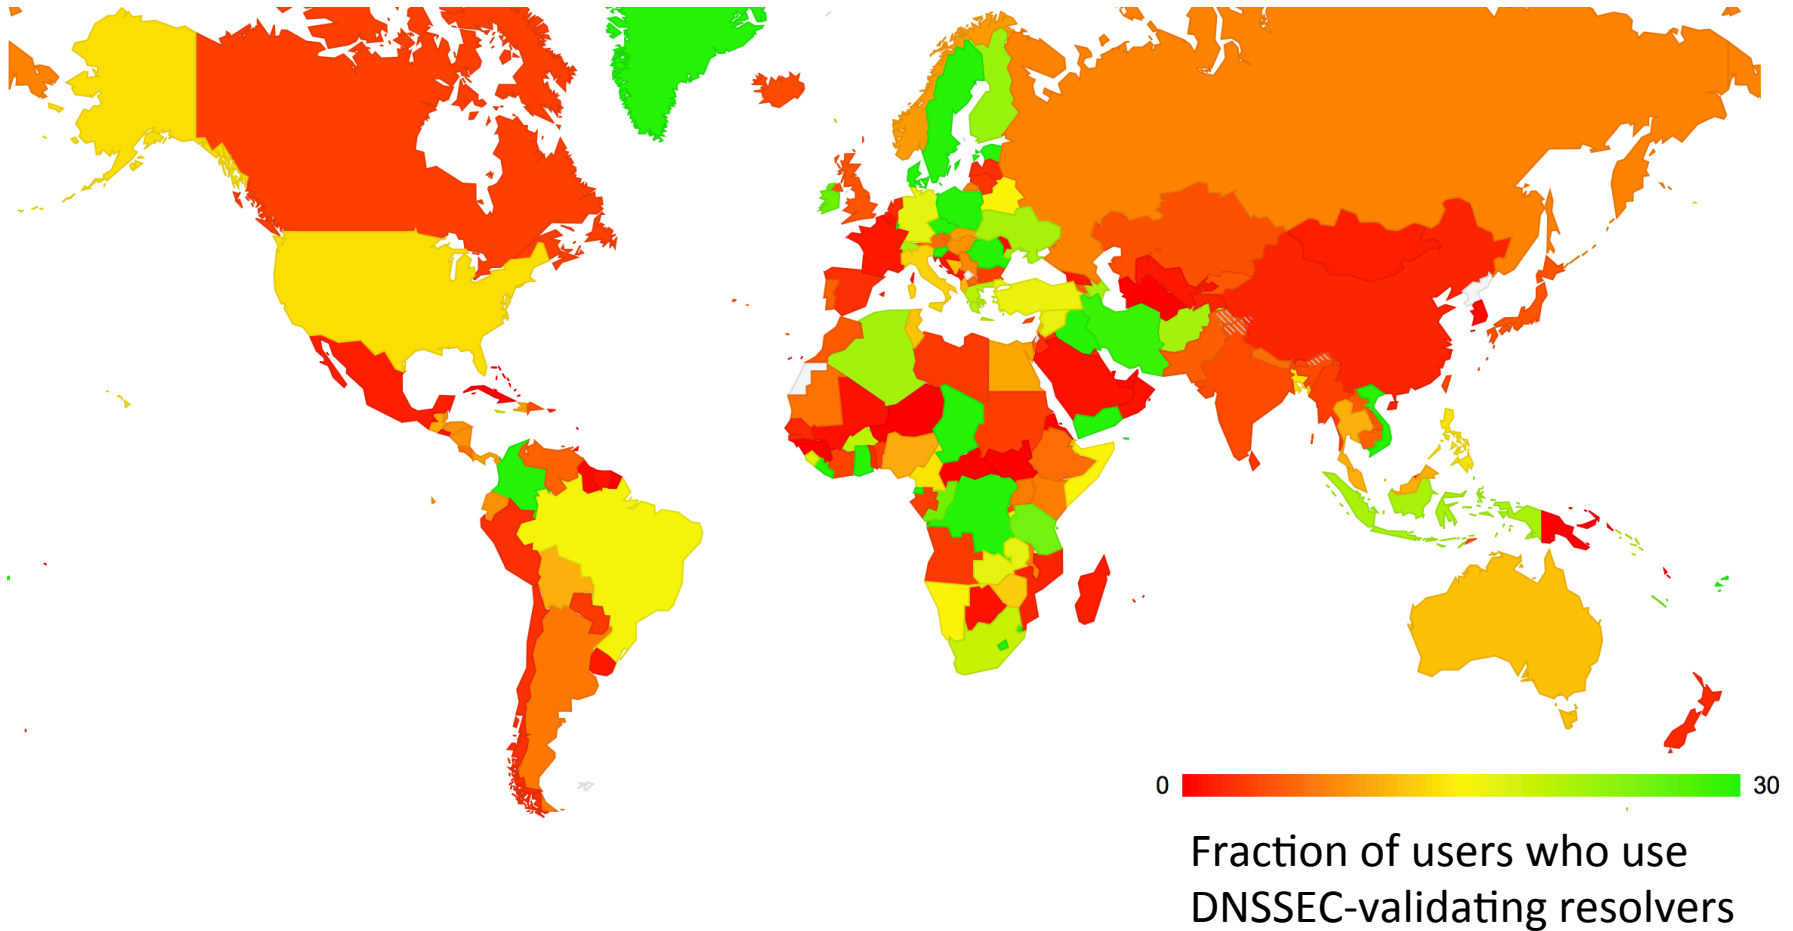 0 30
Fraction of users who use
DNSSEC-validating resolvers